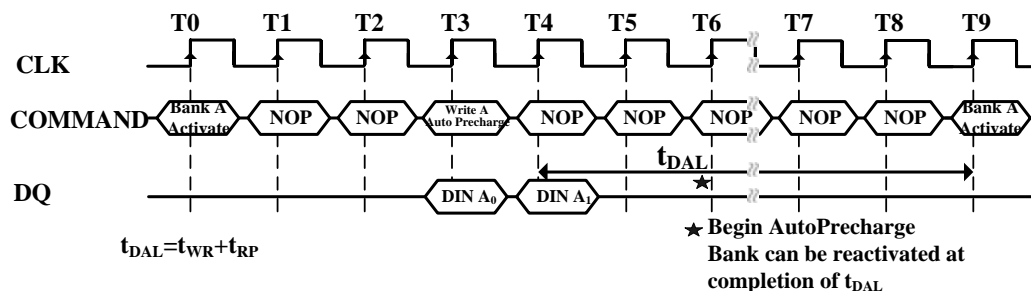 T0 T1 T2 T3 T4 T5 T6 T7 T8 T9
CLK
COMMAND Bank A Activate NOP NOP Write A Auto Precharge NOP NOP NOP NOP NOP Bank A Activate
tDAL
DQ DIN A0 DIN A1
tDAL=tWR+tRP
★ Begin AutoPrecharge
Bank can be reactivated at
completion of tDAL